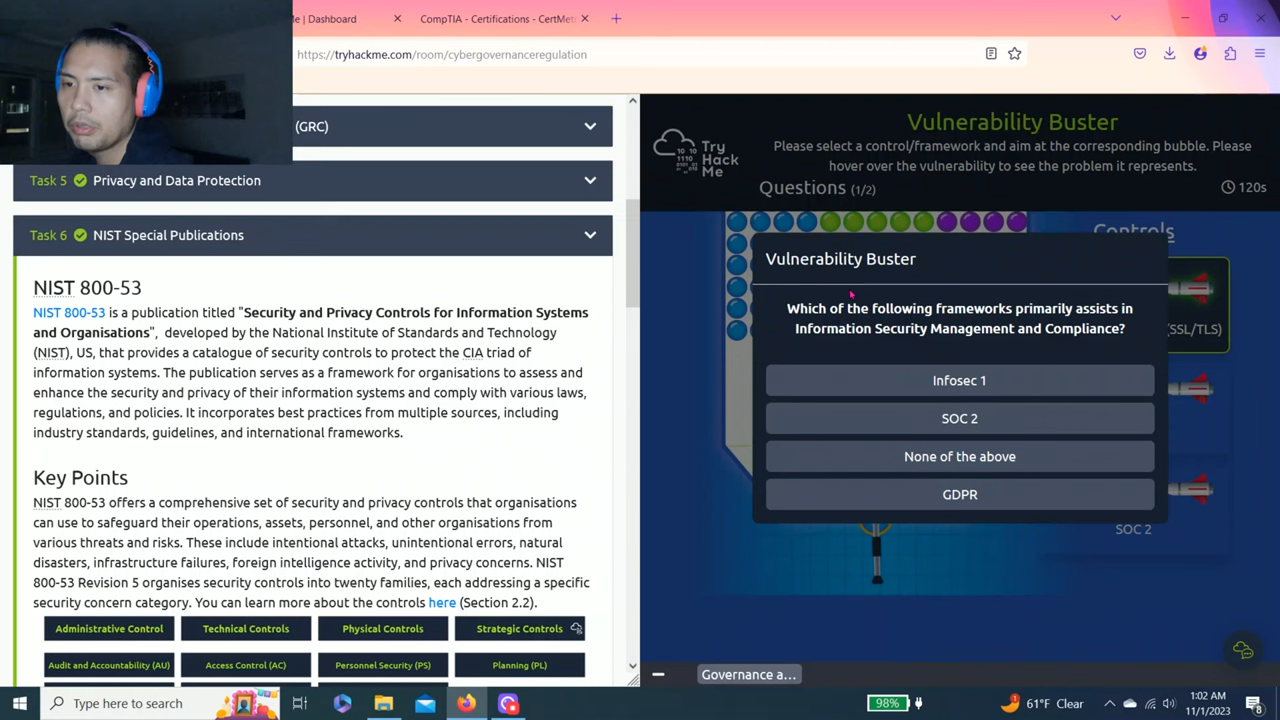 Me | Dashboard
CompTIA - Certifications - CertMet
https://tryhackme.com/room/cybergovernanceregulation
(GRC)
Task 5 Privacy and Data Protection
Task 6 NIST Special Publications
NIST 800-53
NIST 800-53 is a publication titled "Security and Privacy Controls for Information Systems
and Organisations", developed by the National Institute of Standards and Technology
(NIST), US, that provides a catalogue of security controls to protect the CIA triad of
information systems. The publication serves as a framework for organisations to assess and
enhance the security and privacy of their information systems and comply with various laws,
regulations, and policies. It incorporates best practices from multiple sources, including
industry standards, guidelines, and international frameworks.
Key Points
NIST 800-53 offers a comprehensive set of security and privacy controls that organisations
can use to safeguard their operations, assets, personnel, and other organisations from
various threats and risks. These include intentional attacks, unintentional errors, natural
disasters, infrastructure failures, foreign intelligence activity, and privacy concerns. NIST
800-53 Revision 5 organises security controls into twenty families, each addressing a specific
security concern category. You can learn more about the controls here (Section 2.2).
Administrative Control Technical Controls Physical Controls Strategic Controls
Audit and Accountability (AU) Access Control (AC) Personnel Security (PS) Planning (PL)
Try
Hack
Me
Vulnerability Buster
Please select a control/framework and aim at the corresponding bubble. Please
hover over the vulnerability to see the problem it represents.
Questions (1/2)
120s
Controls
(SSL/TLS)
SOC 2
Vulnerability Buster
Which of the following frameworks primarily assists in
Information Security Management and Compliance?
Infosec 1
SOC 2
None of the above
GDPR
Governance a...
Type here to search
98%
61°F Clear
1:02 AM
11/1/2023
8